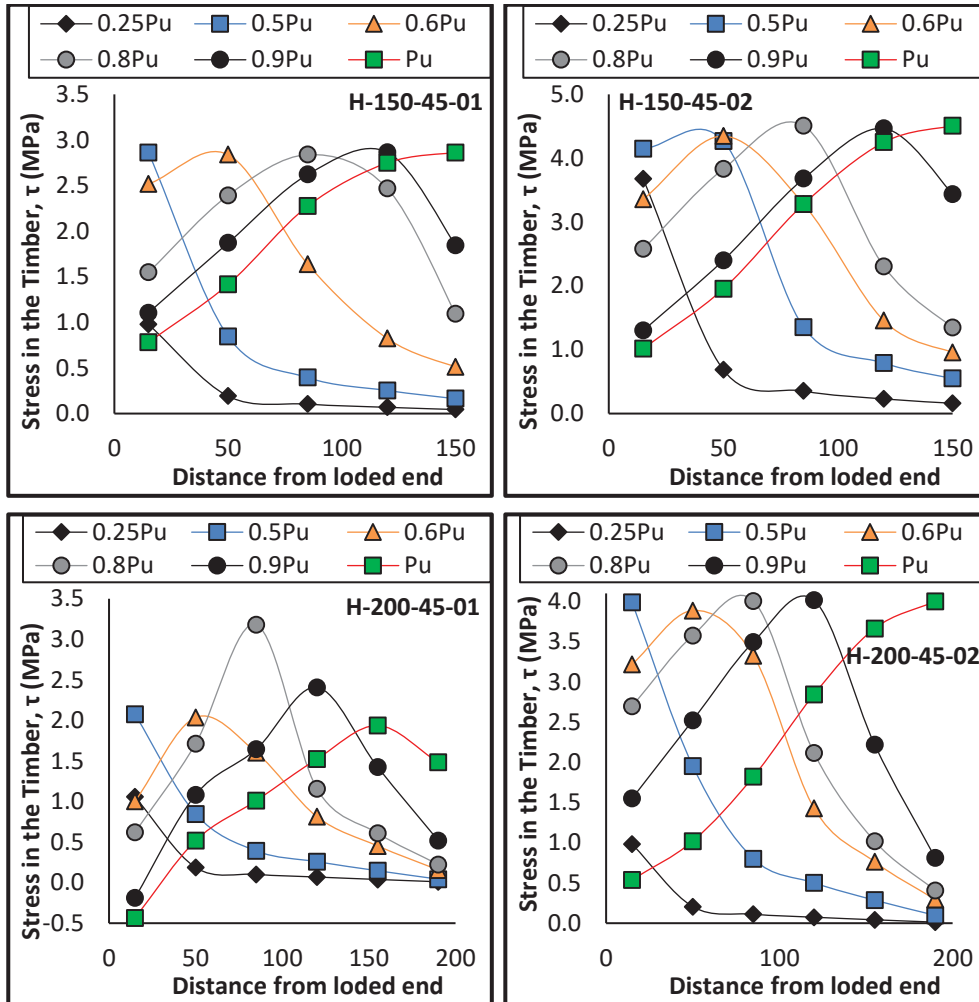 0.25Pu 0.5Pu 0.6Pu
0.8Pu 0.9Pu Pu
H-150-45-01
Stress in the Timber, τ (MPa)
3.5
3.0
2.5
2.0
1.5
1.0
0.5
0.0
0 50 100 150
Distance from loded end
0.25Pu 0.5Pu 0.6Pu
0.8Pu 0.9Pu Pu
H-150-45-02
Stress in the Timber, τ (MPa)
5.0
4.0
3.0
2.0
1.0
0.0
0 50 100 150
Distance from loded end
0.25Pu 0.5Pu 0.6Pu
0.8Pu 0.9Pu Pu
H-200-45-01
Stress in the Timber, τ (MPa)
3.5
3.0
2.5
2.0
1.5
1.0
0.5
0.0
-0.5
0 50 100 150 200
Distance from loded end
0.25Pu 0.5Pu 0.6Pu
0.8Pu 0.9Pu Pu
H-200-45-02
Stress in the Timber, τ (MPa)
4.0
3.5
3.0
2.5
2.0
1.5
1.0
0.5
0.0
0 100 200
Distance from loded end